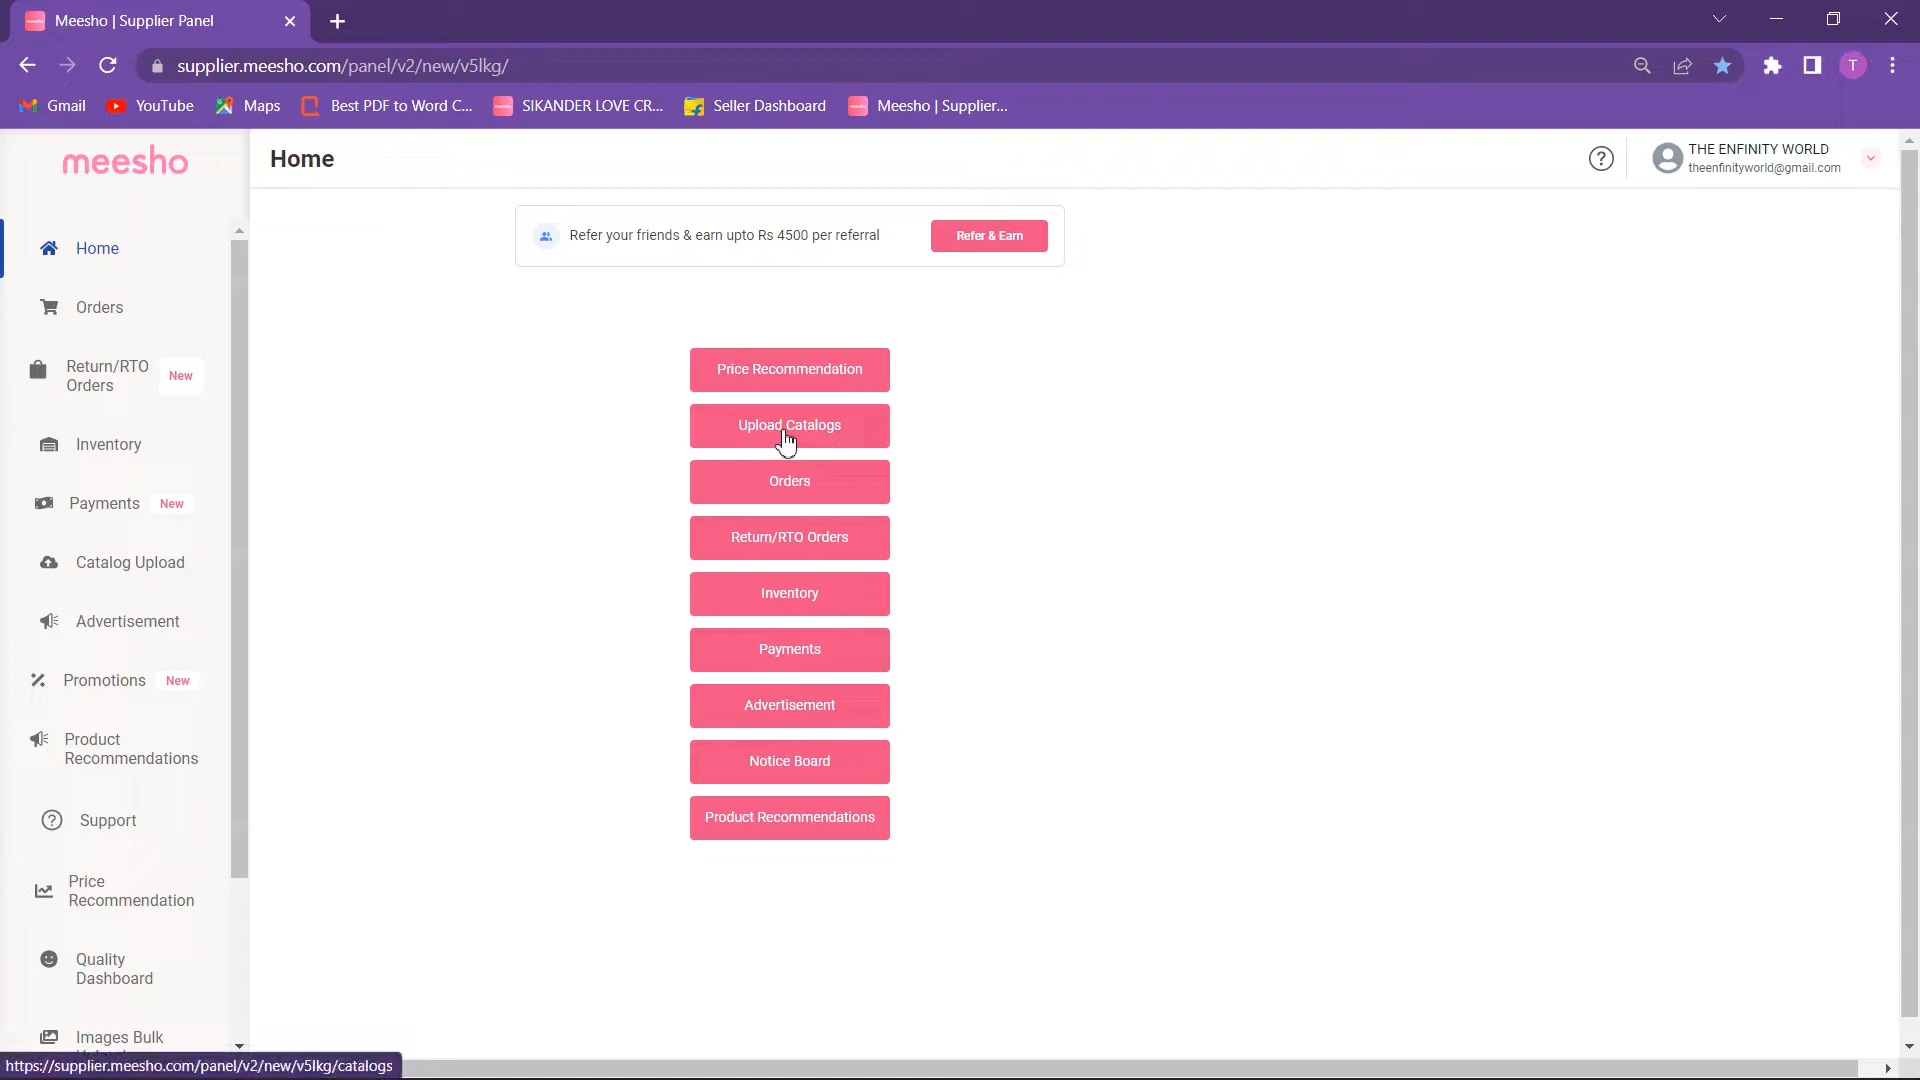 Meesho | Supplier Panel
supplier.meesho.com/panel/v2/new/v5lkg/
T
Gmail
YouTube
Maps
Best PDF to Word C...
SIKANDER LOVE CR...
Seller Dashboard
Meesho | Supplier...
meesho
Home
THE ENFINITY WORLD
theenfinityworld@gmail.com
Refer your friends & earn upto Rs 4500 per referral
Refer & Earn
Home
Orders
Return/RTO
Orders
New
Inventory
Payments New
Catalog Upload
Advertisement
Promotions New
Product
Recommendations
Support
Price
Recommendation
Quality
Dashboard
Images Bulk
Price Recommendation
Upload Catalogs
Orders
Return/RTO Orders
Inventory
Payments
Advertisement
Notice Board
Product Recommendations
https://supplier.meesho.com/panel/v2/new/v5lkg/catalogs